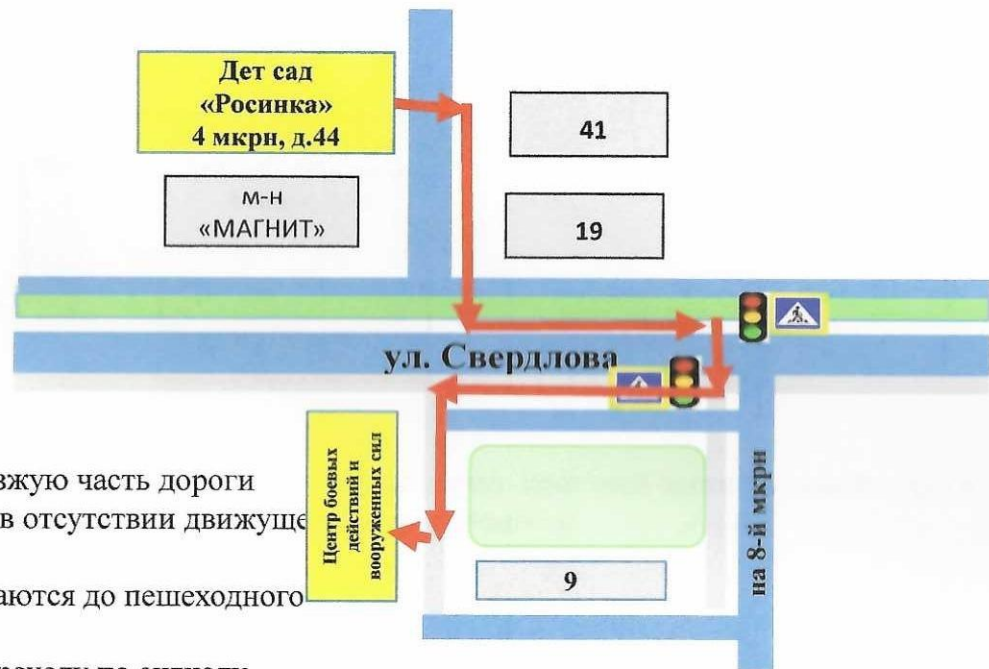 Дет сад
«Росинка»
4 мкрн, д.44
41
м-н
«МАГНИТ»
19
ул. Свердлова
Центр боевых
действий и
вооруженных сил
на 8-й мкрн
9
зжую часть дороги
в отсутствии движуще
аются до пешеходного